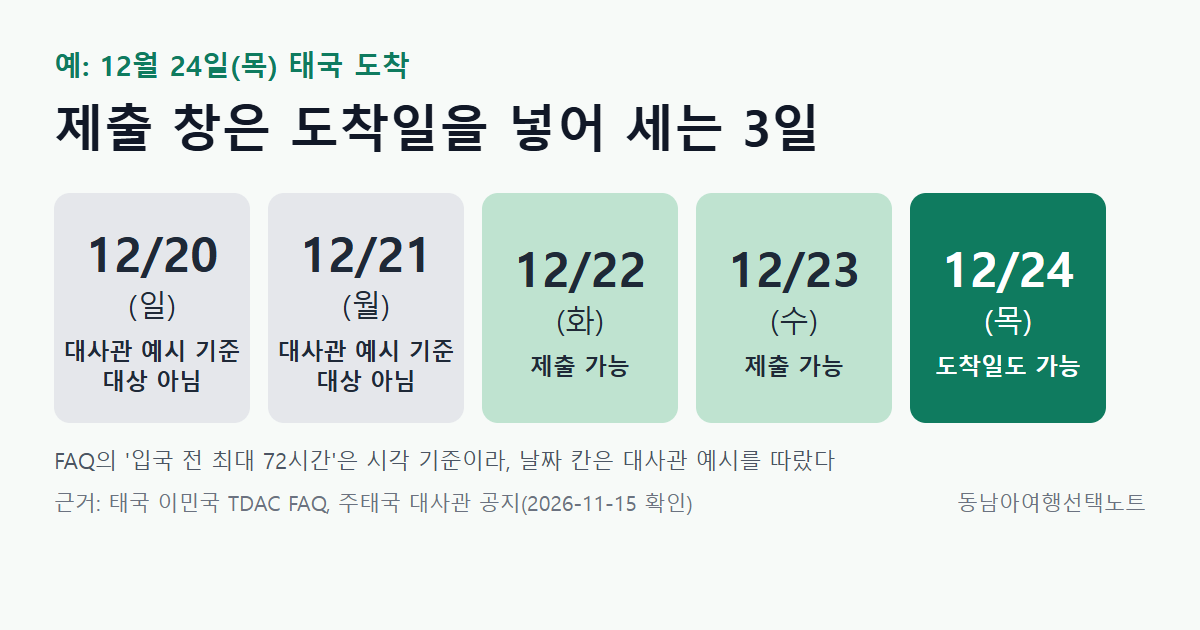 예: 12월 24일(목) 태국 도착
제출 창은 도착일을 넣어 세는 3일
12/20
(일)
대사관 예시 기준
대상 아님
12/21
(월)
대사관 예시 기준
대상 아님
12/22
(화)
제출 가능
12/23
(수)
제출 가능
12/24
(목)
도착일도 가능
FAQ의 '입국 전 최대 72시간'은 시각 기준이라, 날짜 칸은 대사관 예시를 따랐다
근거: 태국 이민국 TDAC FAQ, 주태국 대사관 공지(2026-11-15 확인)
동남아여행선택노트